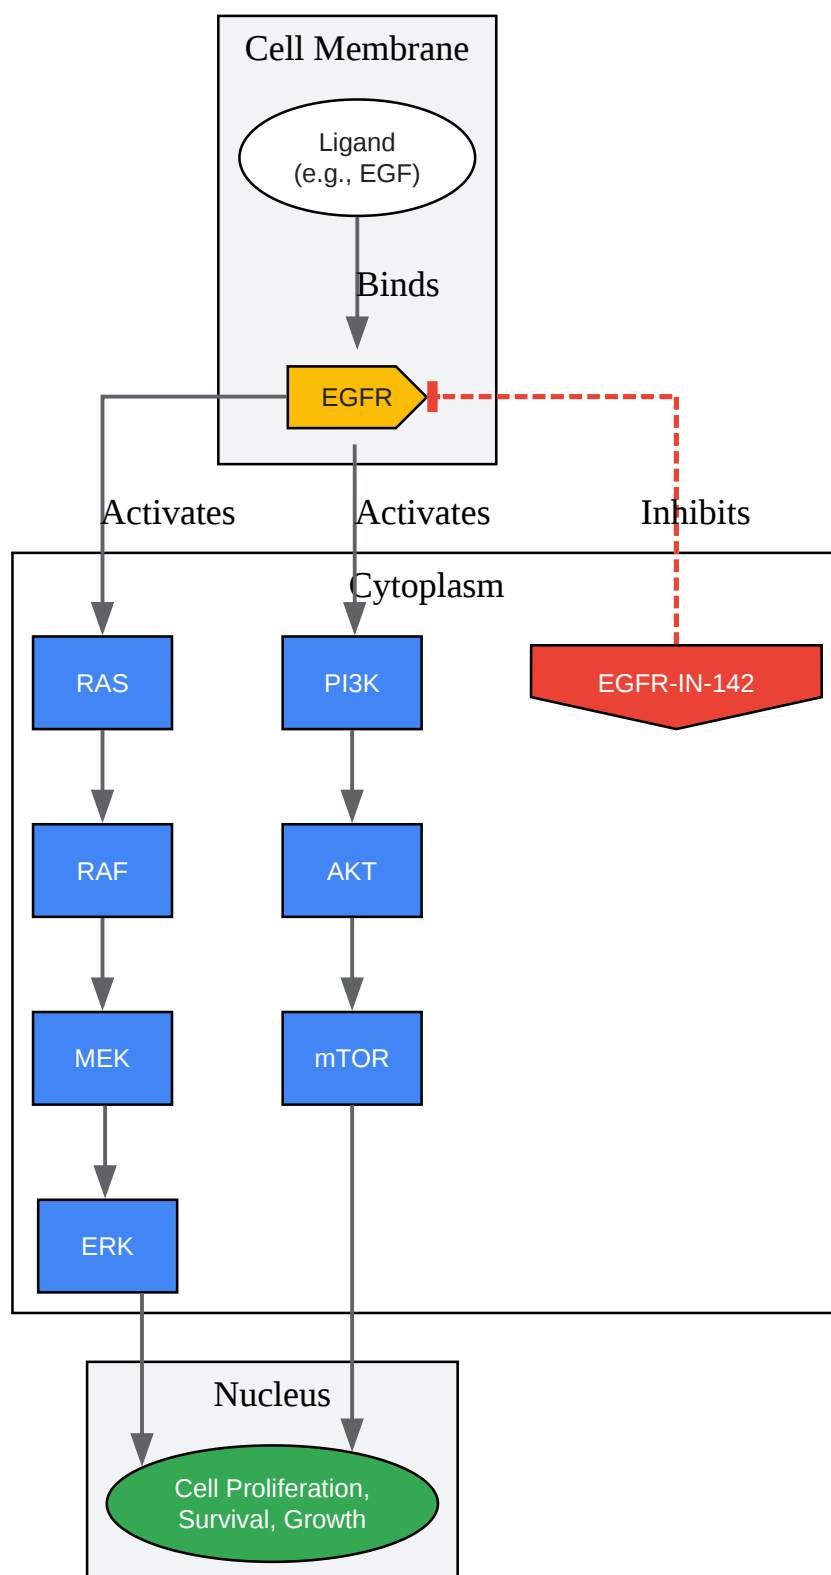 Cell Membrane
Ligand
(e.g., EGF)
Binds
EGFR
Activates
Activates
Inhibits
Cytoplasm
RAS
PI3K
EGFR-IN-142
RAF
AKT
MEK
mTOR
ERK
Nucleus
Cell Proliferation,
Survival, Growth